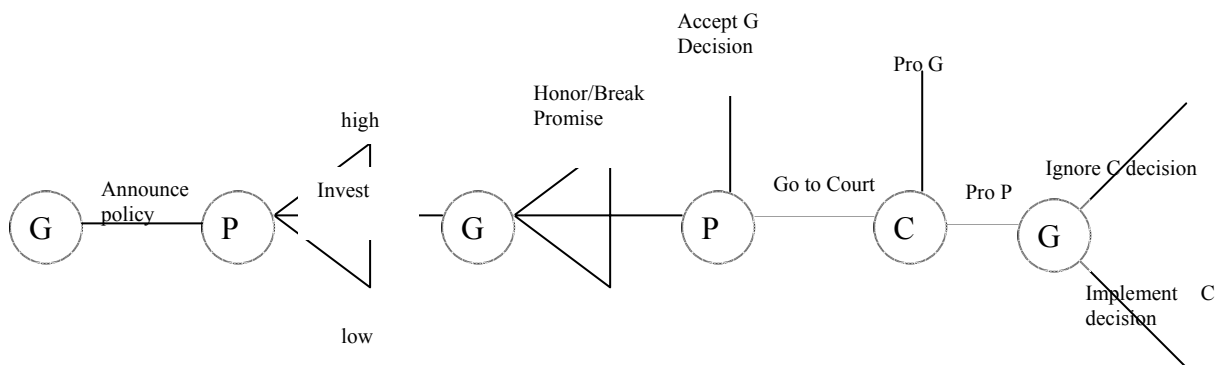 Accept G
Decision
Pro G
Honor/Break
Promise
high
Ignore C decision
Announce
policy
Invest
Go to Court
Pro P
G
P
G
P
C
G
Implement C
decision
low